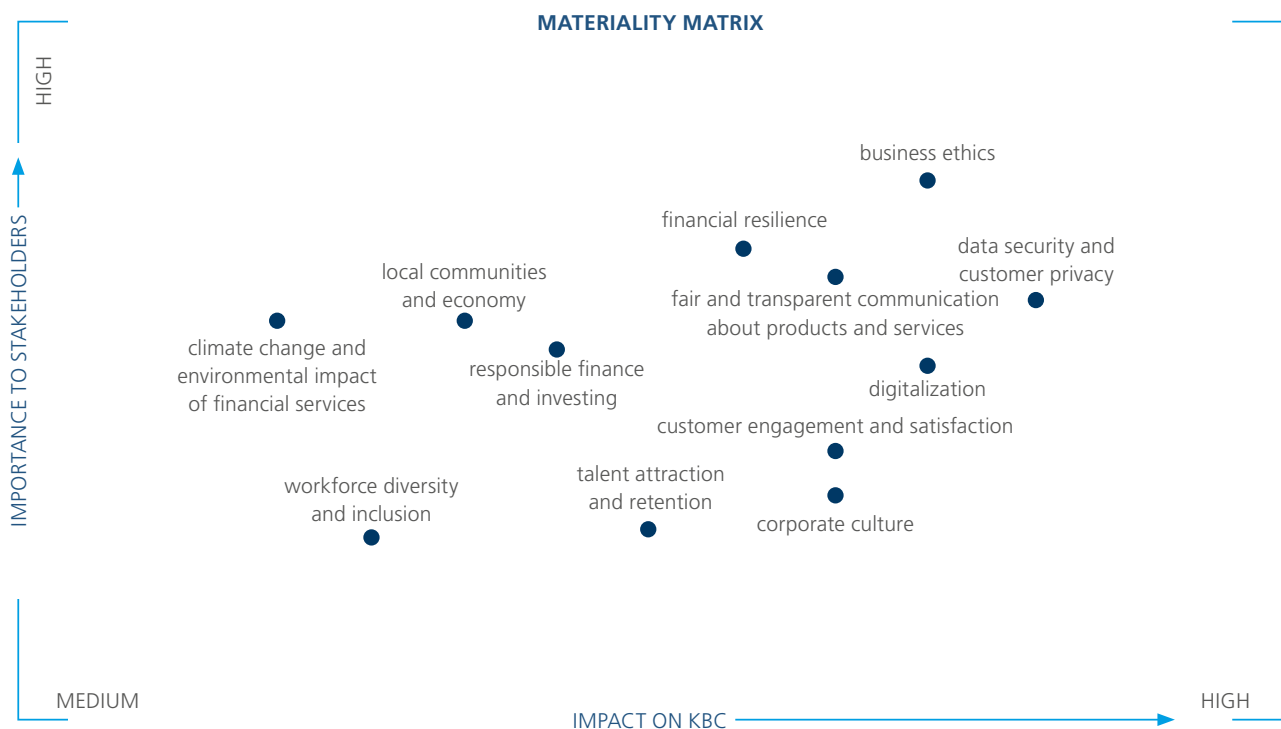 MATERIALITY MATRIX
HIGH
IMPORTANCE TO STAKEHOLDERS
business ethics
financial resilience
data security and
customer privacy
local communities
and economy
fair and transparent communication
about products and services
climate change and
environmental impact
of financial services
responsible finance
and investing
digitalization
customer engagement and satisfaction
talent attraction
and retention
workforce diversity
and inclusion
corporate culture
MEDIUM
IMPACT ON KBC
HIGH